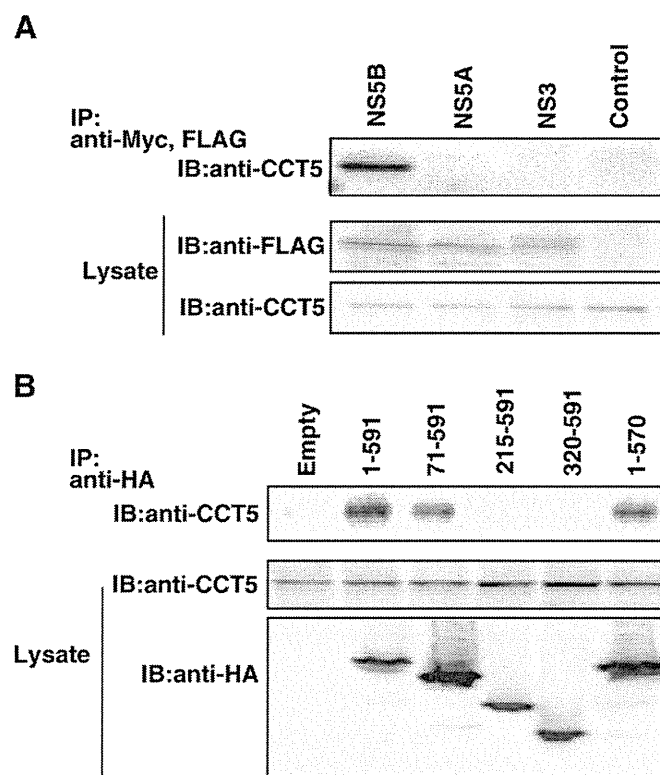 A
NS5B NS5A NS3 Control
IP:
anti-Myc, FLAG
IB:anti-CCT5
Lysate
IB:anti-FLAG
IB:anti-CCT5
B
Empty 1-591 71-591 215-591 320-591 1-570
IP:
anti-HA
IB:anti-CCT5
Lysate
IB:anti-CCT5
IB:anti-HA